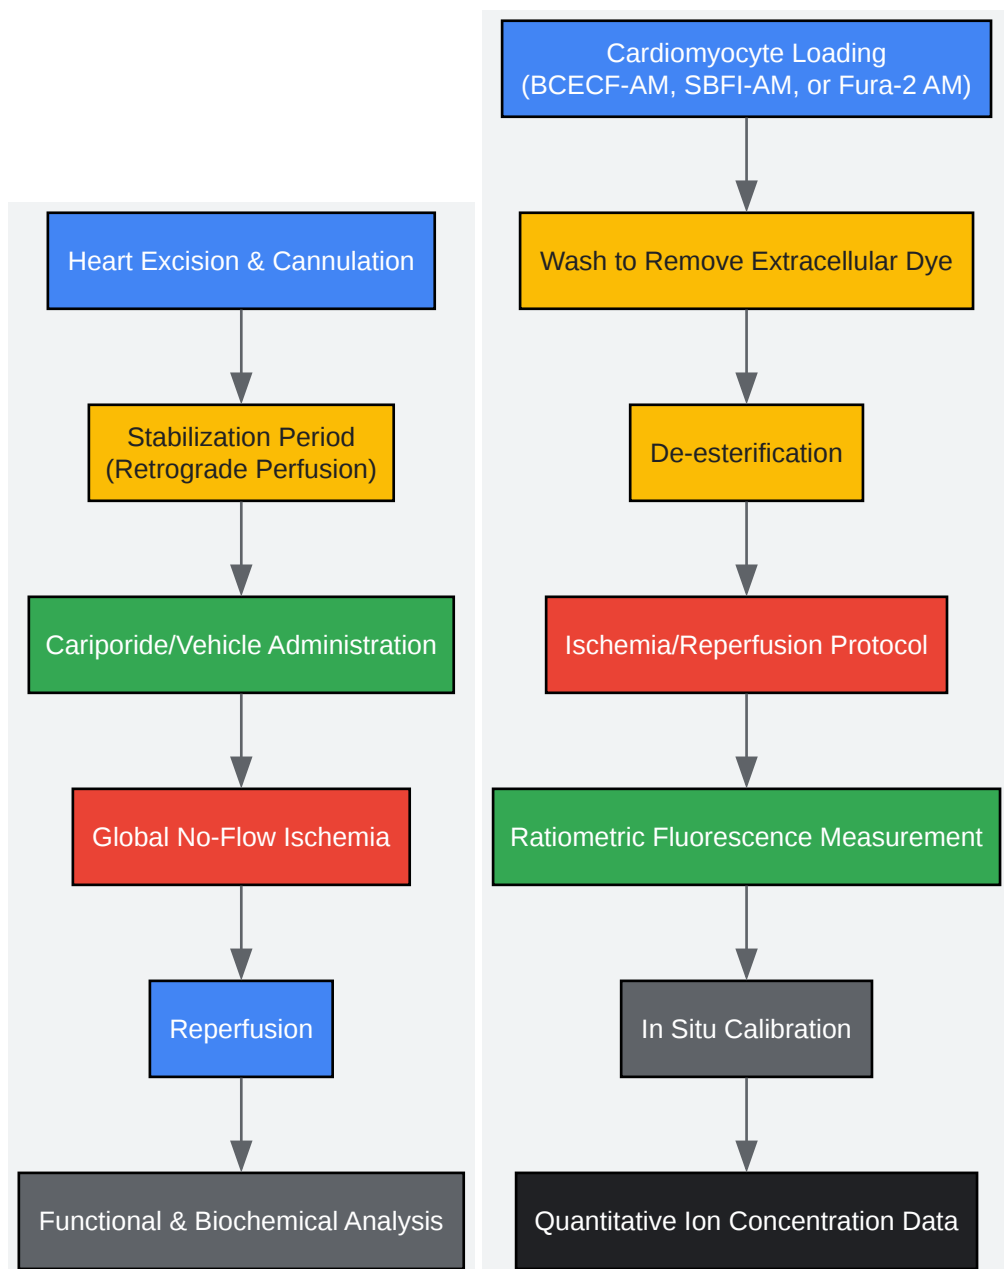 Heart Excision & Cannulation
Stabilization Period
(Retrograde Perfusion)
Cariporide/Vehicle Administration
Global No-Flow Ischemia
Reperfusion
Functional & Biochemical Analysis
Cardiomyocyte Loading
(BCECF-AM, SBFI-AM, or Fura-2 AM)
Wash to Remove Extracellular Dye
De-esterification
Ischemia/Reperfusion Protocol
Ratiometric Fluorescence Measurement
In Situ Calibration
Quantitative Ion Concentration Data